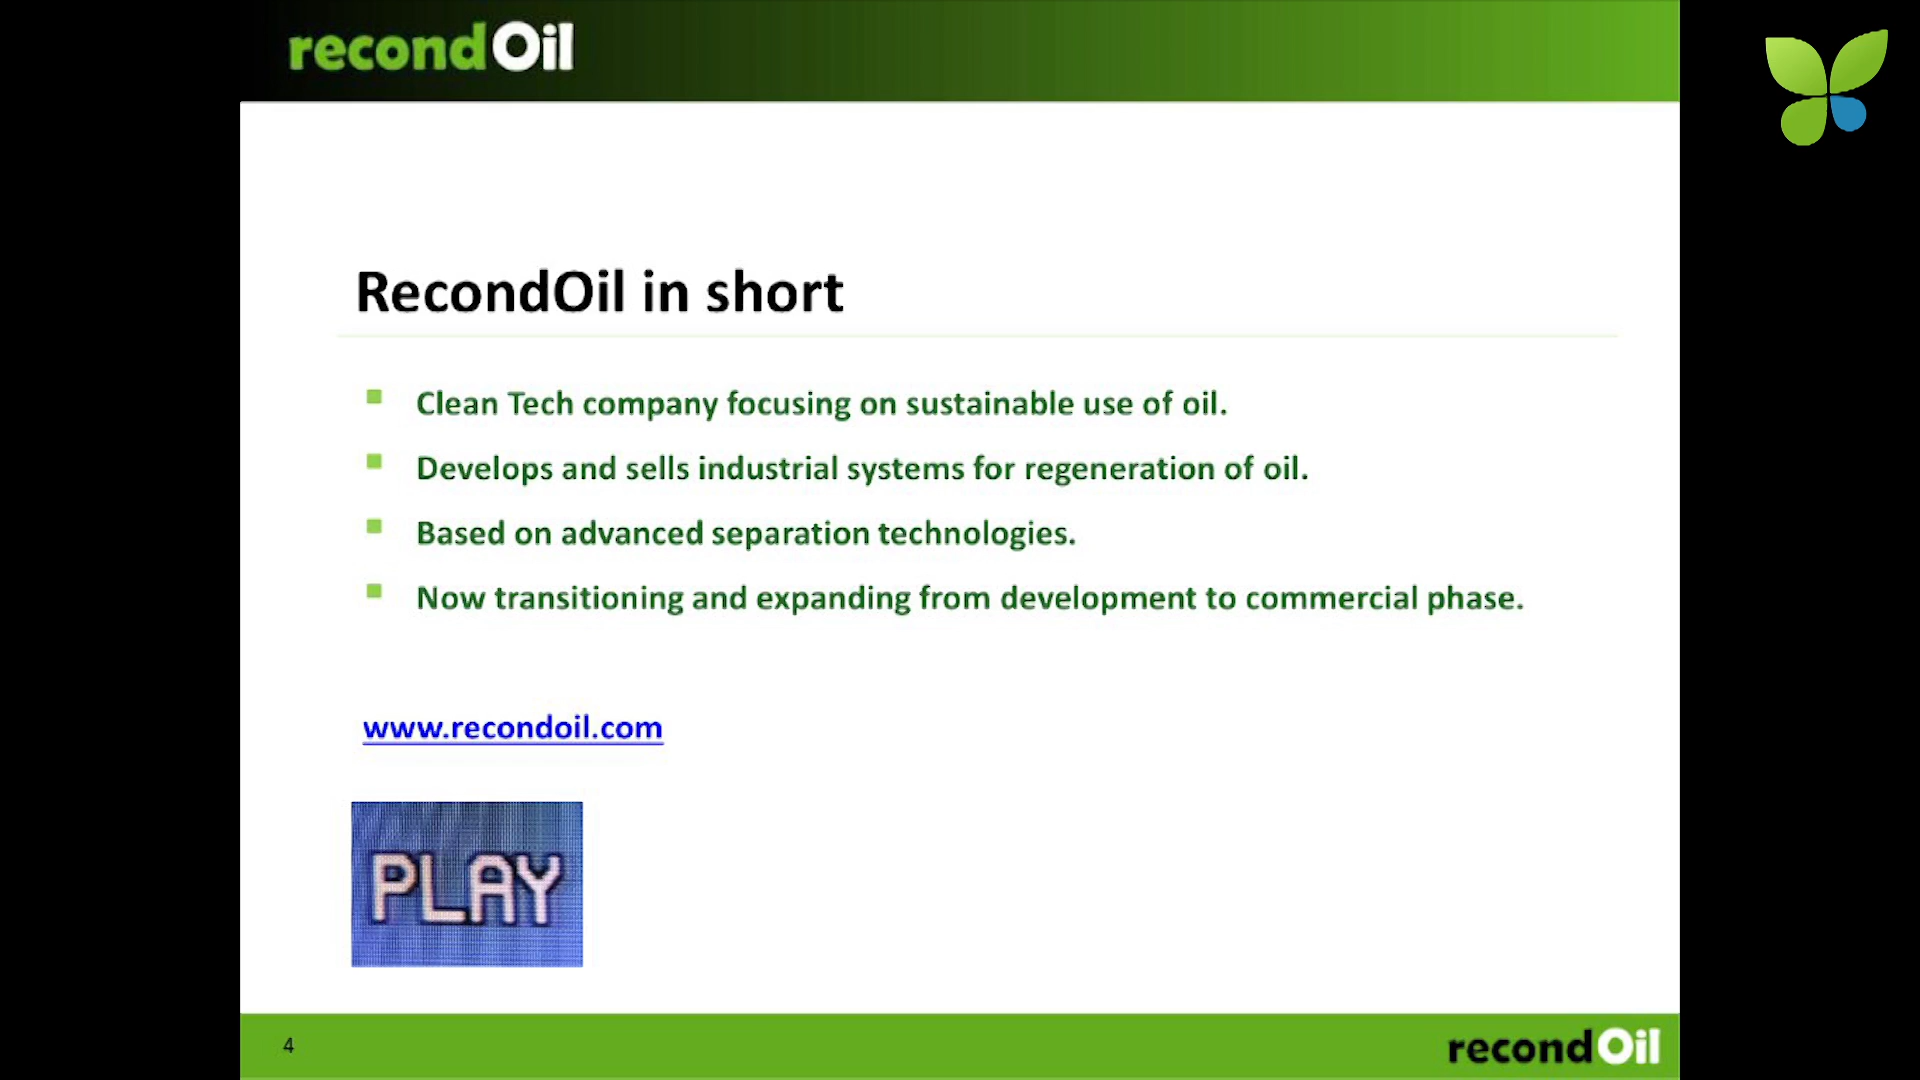 recondOil
RecondOil in short
Clean Tech company focusing on sustainable use of oil.
Develops and sells industrial systems for regeneration of oil.
Based on advanced separation technologies.
Now transitioning and expanding from development to commercial phase.
www.recondoil.com
PLAY
4
recondOil